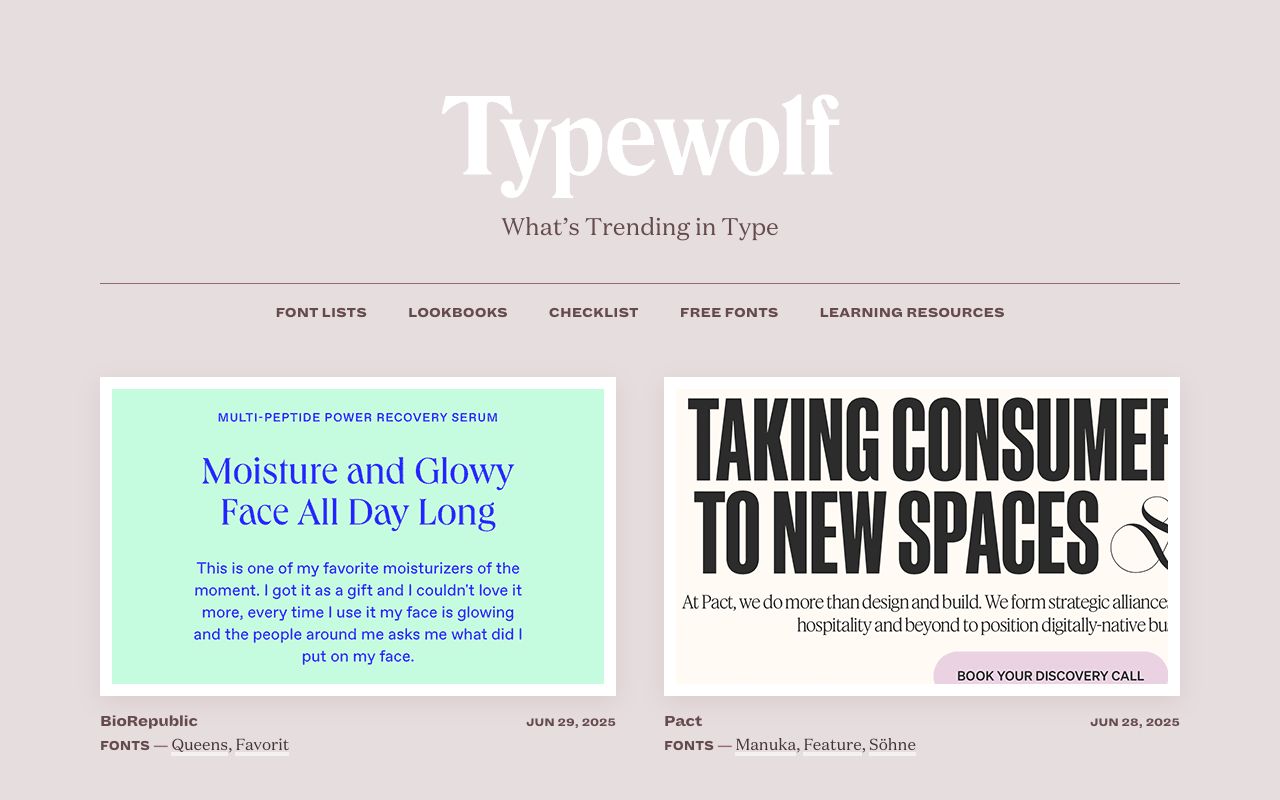 Typewolf
What’s Trending in Type
FONT LISTS LOOKBOOKS CHECKLIST FREE FONTS LEARNING RESOURCES
MULTI-PEPTIDE POWER RECOVERY SERUM
Moisture and Glowy
Face All Day Long
This is one of my favorite moisturizers of the
moment. I got it as a gift and I couldn't love it
more, every time I use it my face is glowing
and the people around me asks me what did I
put on my face.
BioRepublic JUN 29, 2025
FONTS — Queens, Favorit
TAKING CONSUMER
TO NEW SPACES &
At Pact, we do more than design and build. We form strategic alliance
hospitality and beyond to position digitally-native bu
BOOK YOUR DISCOVERY CALL
Pact JUN 28, 2025
FONTS — Manuka, Feature, Söhne